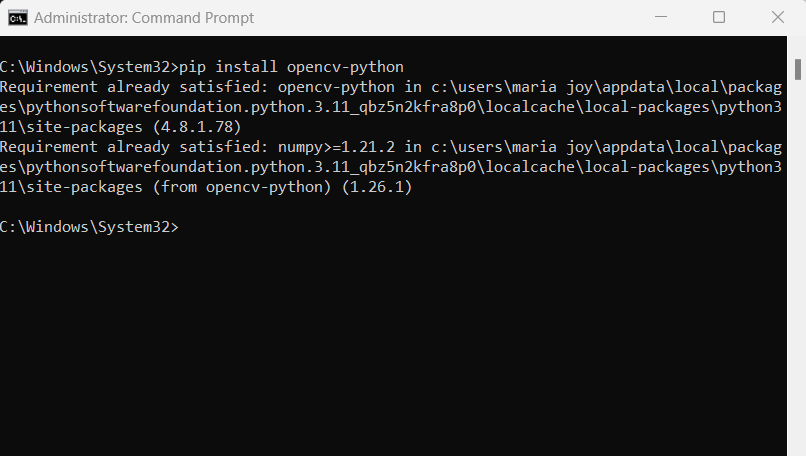 Administrator: Command Prompt
C:\Windows\System32>pip install opencv-python
Requirement already satisfied: opencv-python in c:\users\maria joy\appdata\local\packag
es\pythonsoftwarefoundation.python.3.11_qbz5n2kfra8p0\localcache\local-packages\python3
11\site-packages (4.8.1.78)
Requirement already satisfied: numpy>=1.21.2 in c:\users\maria joy\appdata\local\packag
es\pythonsoftwarefoundation.python.3.11_qbz5n2kfra8p0\localcache\local-packages\python3
11\site-packages (from opencv-python) (1.26.1)
C:\Windows\System32>